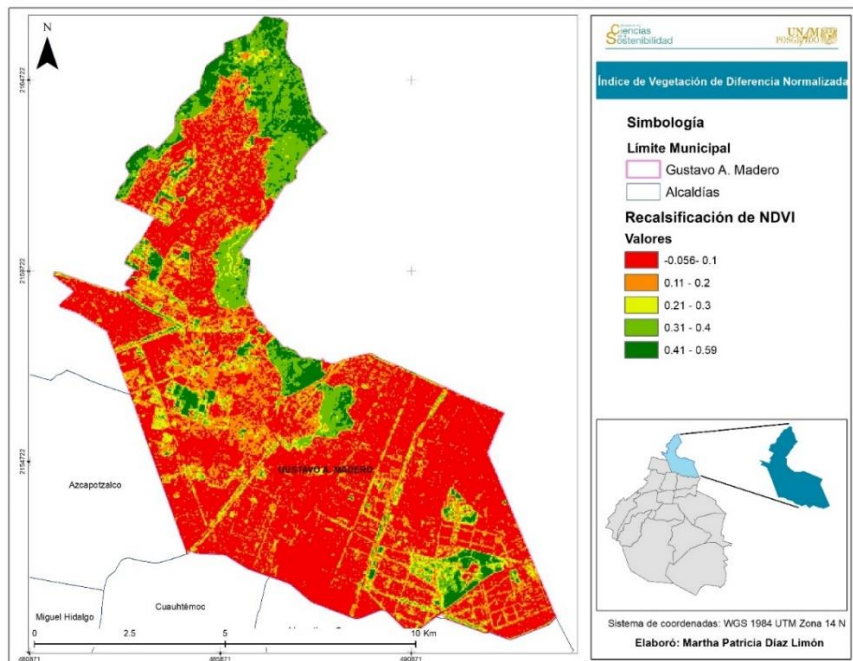 N
2164722
2159722
2154722
GUSTAVO A. MADERO
Azcapotzalco
Miguel Hidalgo
Cuauhtémoc
0 2.5 5 10 Km
480871 485871 490871
Ciencias
Sostenibilidad
UNAM
POSGRADO
Índice de Vegetación de Diferencia Normalizada
Simbología
Límite Municipal
Gustavo A. Madero
Alcaldías
Recalsificación de NDVI
Valores
-0.056- 0.1
0.11 - 0.2
0.21 - 0.3
0.31 - 0.4
0.41 - 0.59
Sistema de coordenadas: WGS 1984 UTM Zona 14 N
Elaboró: Martha Patricia Díaz Limón